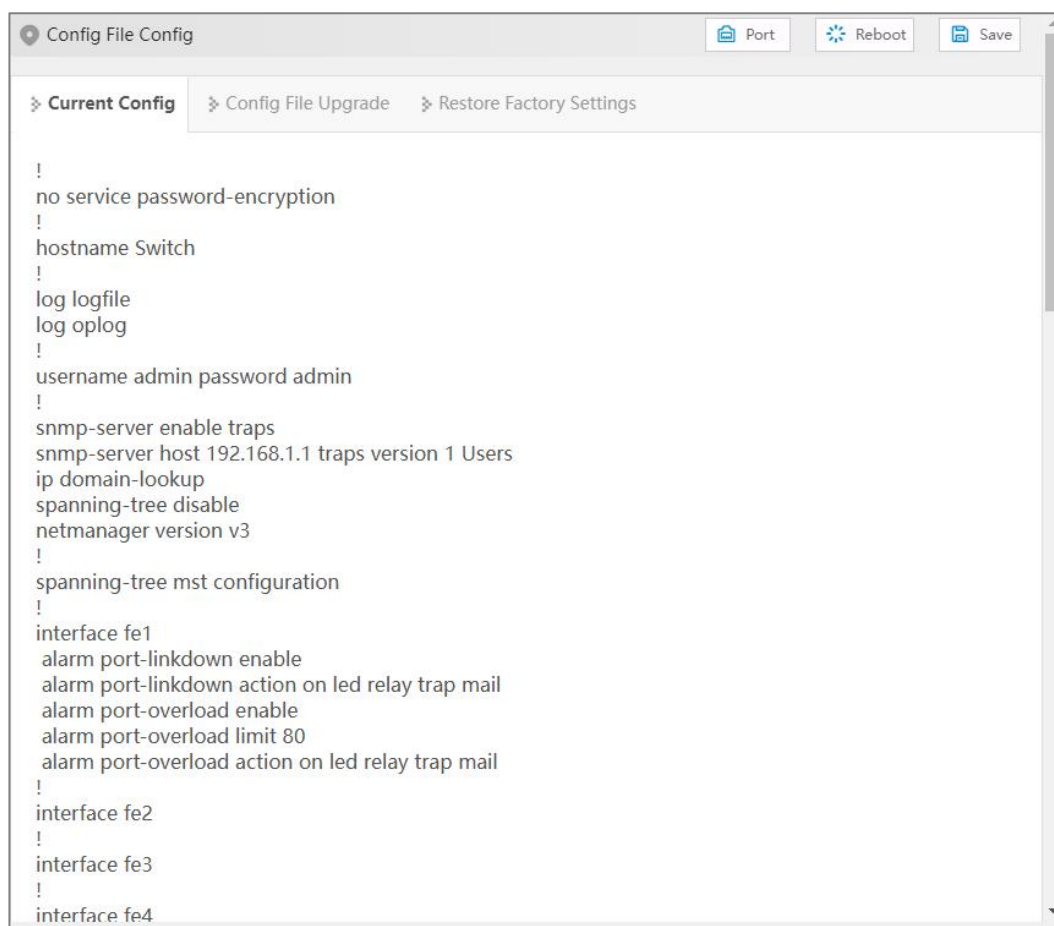 Config File Config
Port
Reboot
Save
Current Config
Config File Upgrade
Restore Factory Settings
!
no service password-encryption
!
hostname Switch
!
log logfile
log oplog
!
username admin password admin
!
snmp-server enable traps
snmp-server host 192.168.1.1 traps version 1 Users
ip domain-lookup
spanning-tree disable
netmanager version v3
!
spanning-tree mst configuration
!
interface fe1
alarm port-linkdown enable
alarm port-linkdown action on led relay trap mail
alarm port-overload enable
alarm port-overload limit 80
alarm port-overload action on led relay trap mail
!
interface fe2
!
interface fe3
!
interface fe4